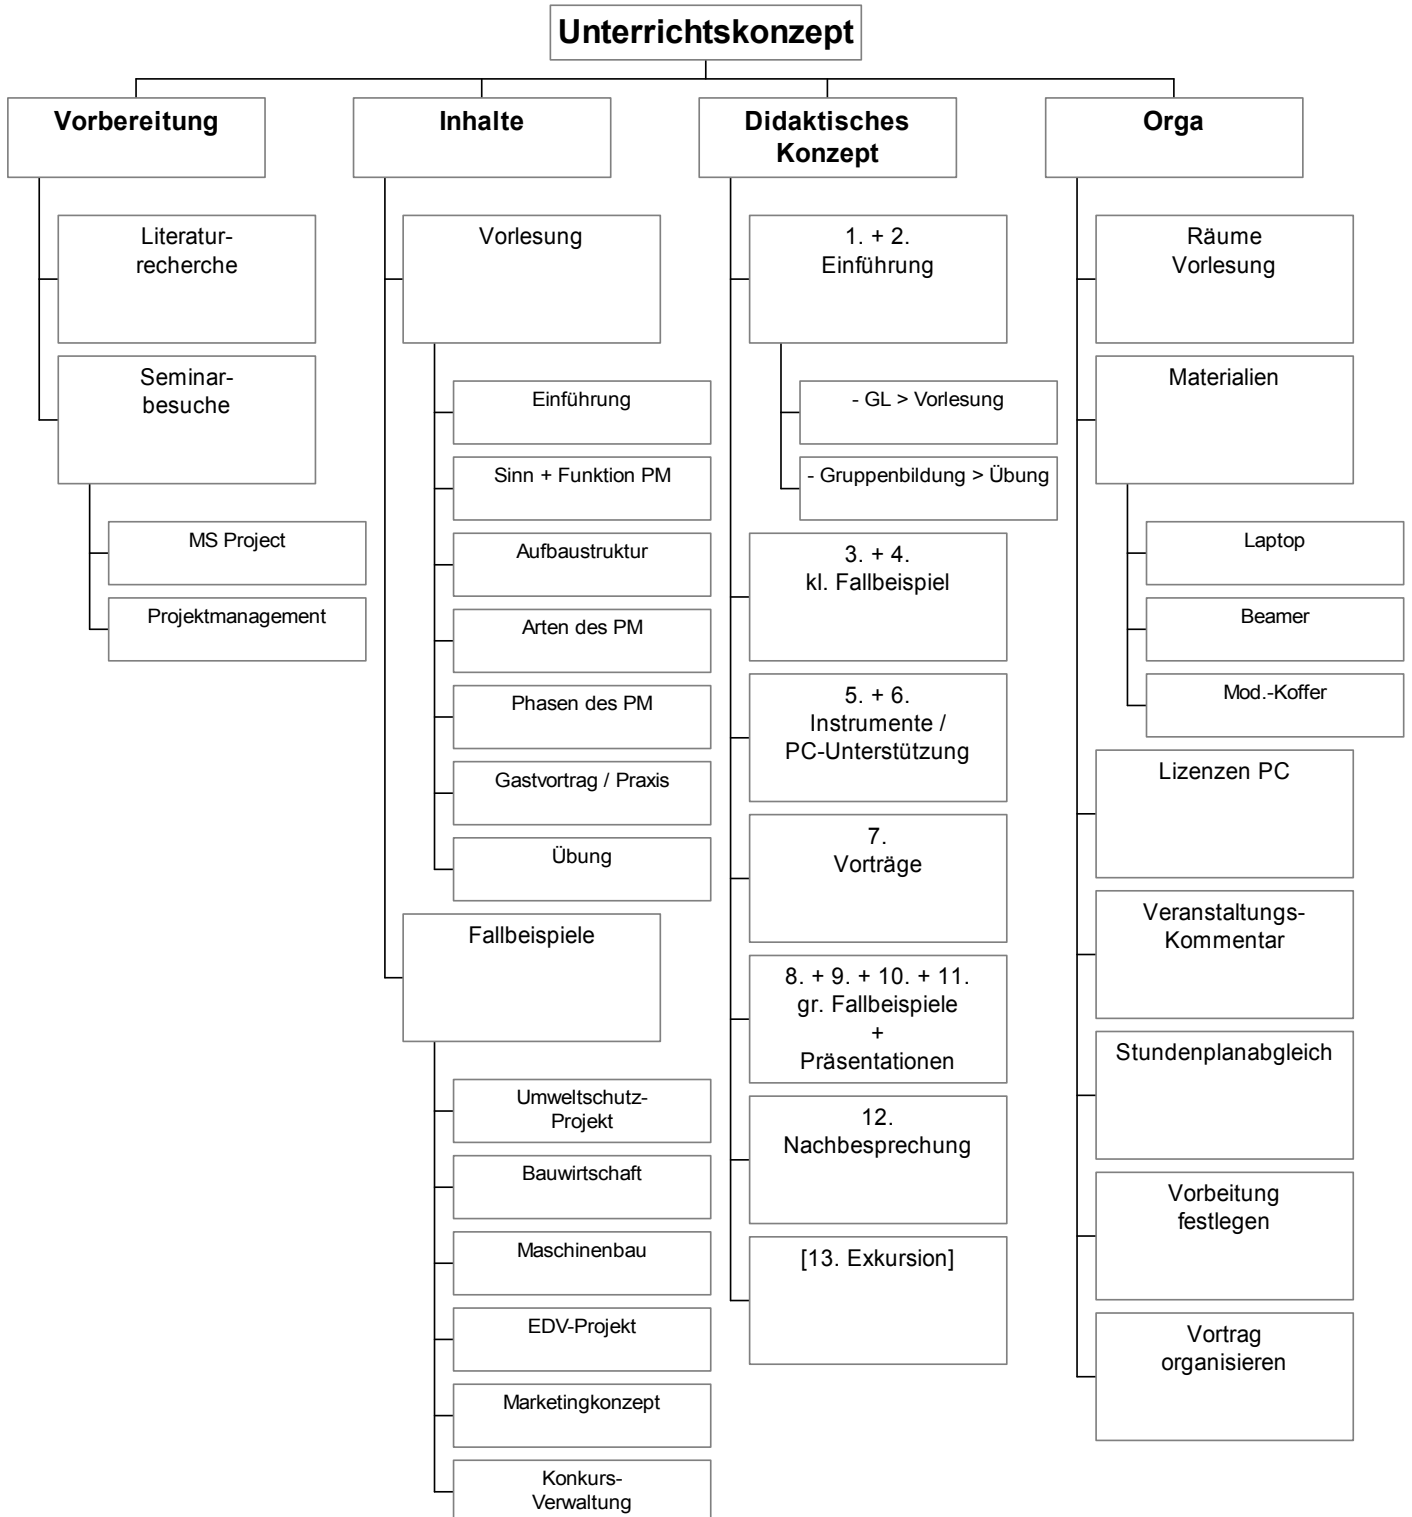 Unterrichtskonzept
Vorbereitung
Literatur-
recherche
Seminar-
besuche
MS Project
Projektmanagement
Inhalte
Vorlesung
Einführung
Sinn + Funktion PM
Aufbaustruktur
Arten des PM
Phasen des PM
Gastvortrag / Praxis
Übung
Fallbeispiele
Umweltschutz-
Projekt
Bauwirtschaft
Maschinenbau
EDV-Projekt
Marketingkonzept
Konkurs-
Verwaltung
Didaktisches
Konzept
1. + 2.
Einführung
- GL > Vorlesung
- Gruppenbildung > Übung
3. + 4.
kl. Fallbeispiel
5. + 6.
Instrumente /
PC-Unterstützung
7.
Vorträge
8. + 9. + 10. + 11.
gr. Fallbeispiele
+
Präsentationen
12.
Nachbesprechung
[13. Exkursion]
Orga
Räume
Vorlesung
Materialien
Laptop
Beamer
Mod.-Koffer
Lizenzen PC
Veranstaltungs-
Kommentar
Stundenplanabgleich
Vorbeitung
festlegen
Vortrag
organisieren